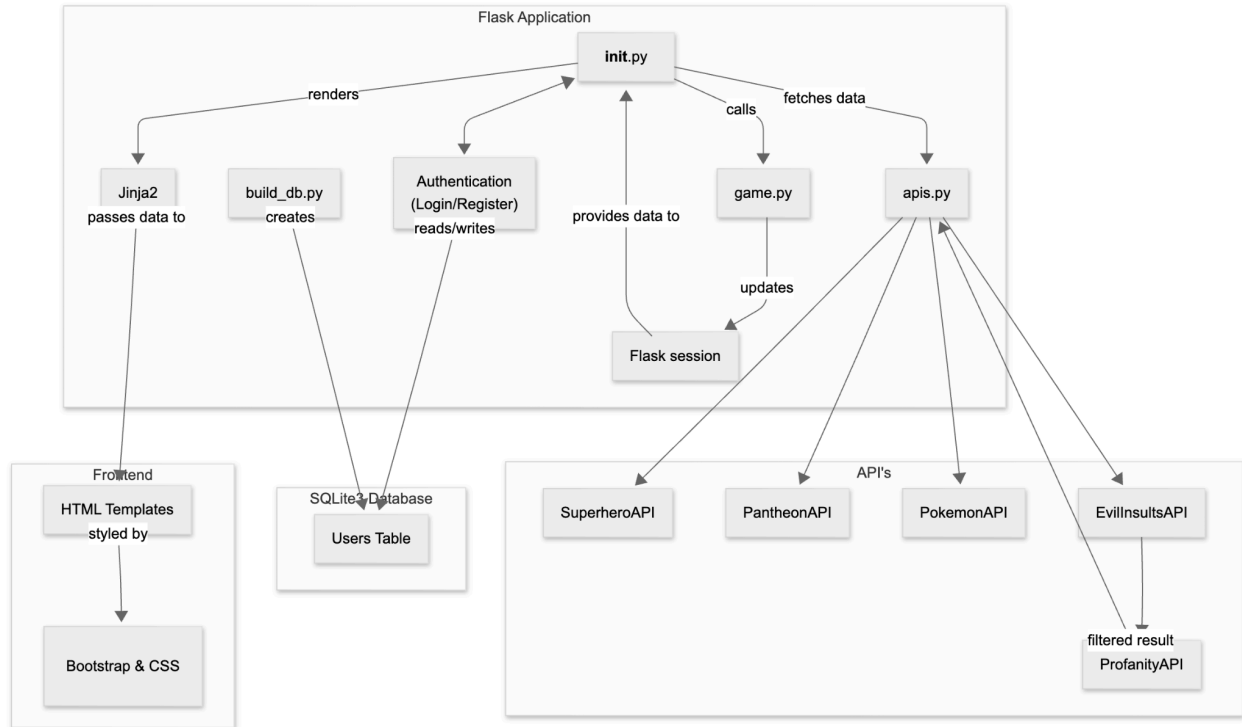 Flask Application
init.py
renders
fetches data
calls
Jinja2
passes data to
build_db.py
creates
Authentication
(Login/Register)
reads/writes
provides data to
game.py
apis.py
updates
Flask session
Frontend
HTML Templates
styled by
Bootstrap & CSS
SQLite3 Database
Users Table
API's
SuperheroAPI
PantheonAPI
PokemonAPI
EvilInsultsAPI
filtered result
ProfanityAPI